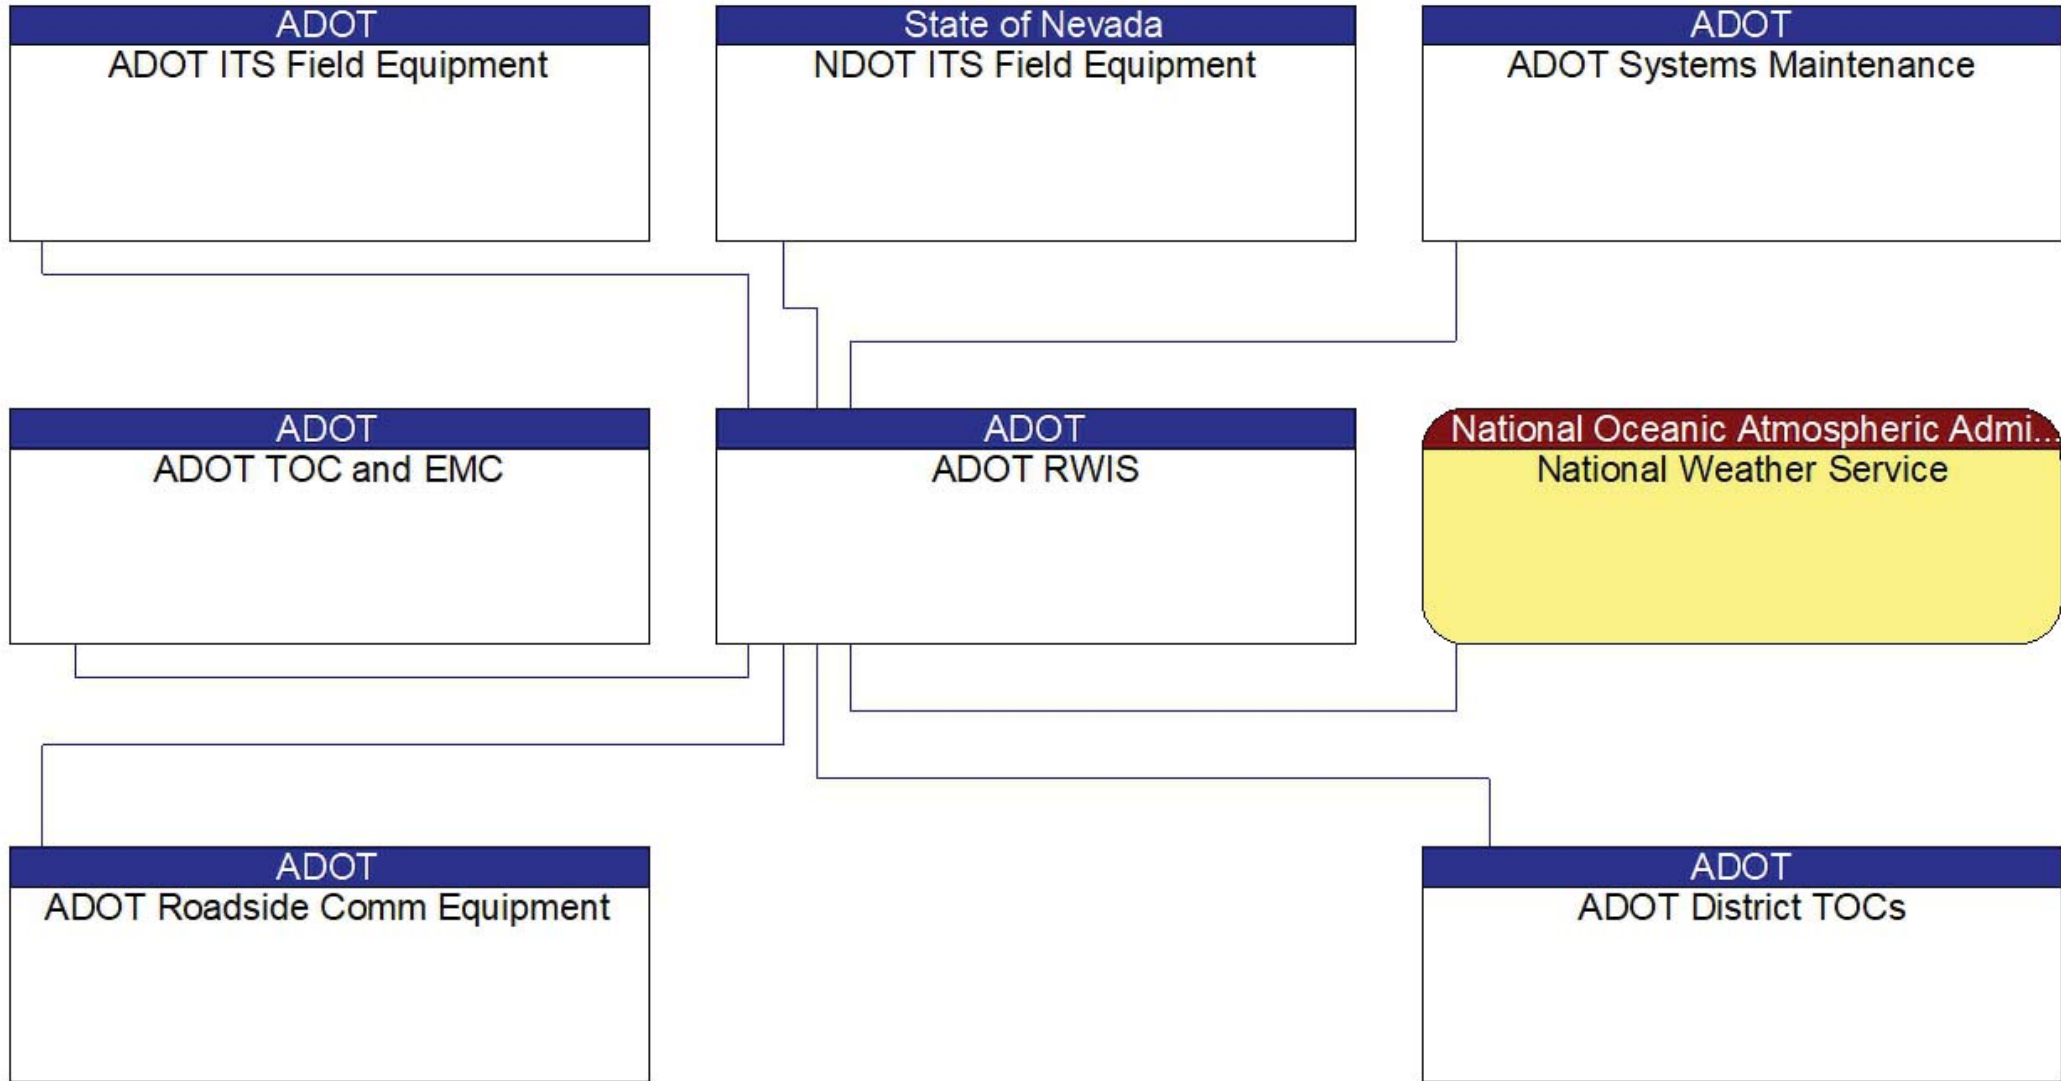 ADOT
ADOT ITS Field Equipment
State of Nevada
NDOT ITS Field Equipment
ADOT
ADOT Systems Maintenance
ADOT
ADOT TOC and EMC
ADOT
ADOT RWIS
National Oceanic Atmospheric Admi...
National Weather Service
ADOT
ADOT Roadside Comm Equipment
ADOT
ADOT District TOCs